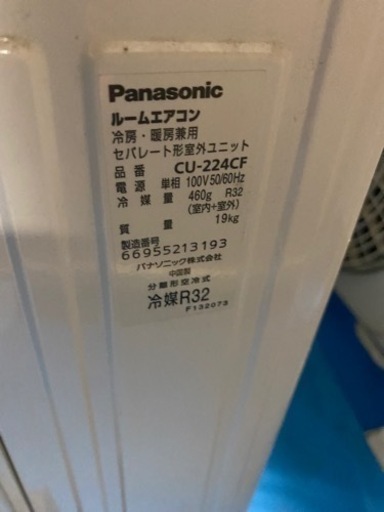 Panasonic
ルームエアコン
冷房・暖房兼用
セパレート形室外ユニット
品番 CU-224CF
電源 単相 100V 50/60Hz
冷媒量 460g R32
(室内+室外)
質量 19kg
製造番号
66955213193
パナソニック株式会社
中国製
分離形空冷式
冷媒R32
F132073